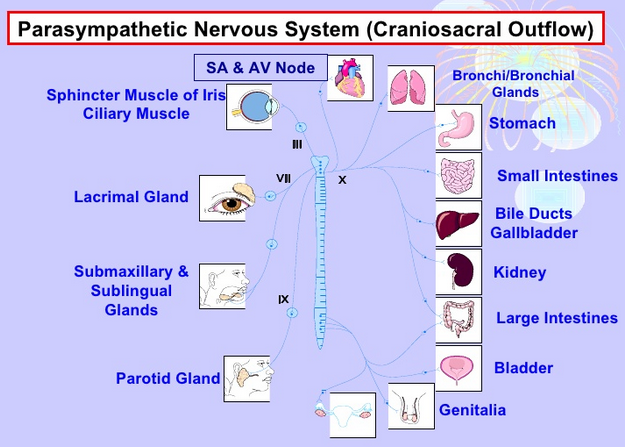 Parasympathetic Nervous System (Craniosacral Outflow)
SA & AV Node
Sphincter Muscle of Iris
Ciliary Muscle
Bronchi/Bronchial
Glands
Stomach
III
VII
X
Small Intestines
Lacrimal Gland
Bile Ducts
Gallbladder
Kidney
Submaxillary &
Sublingual
Glands
IX
Large Intestines
Parotid Gland
Bladder
Genitalia